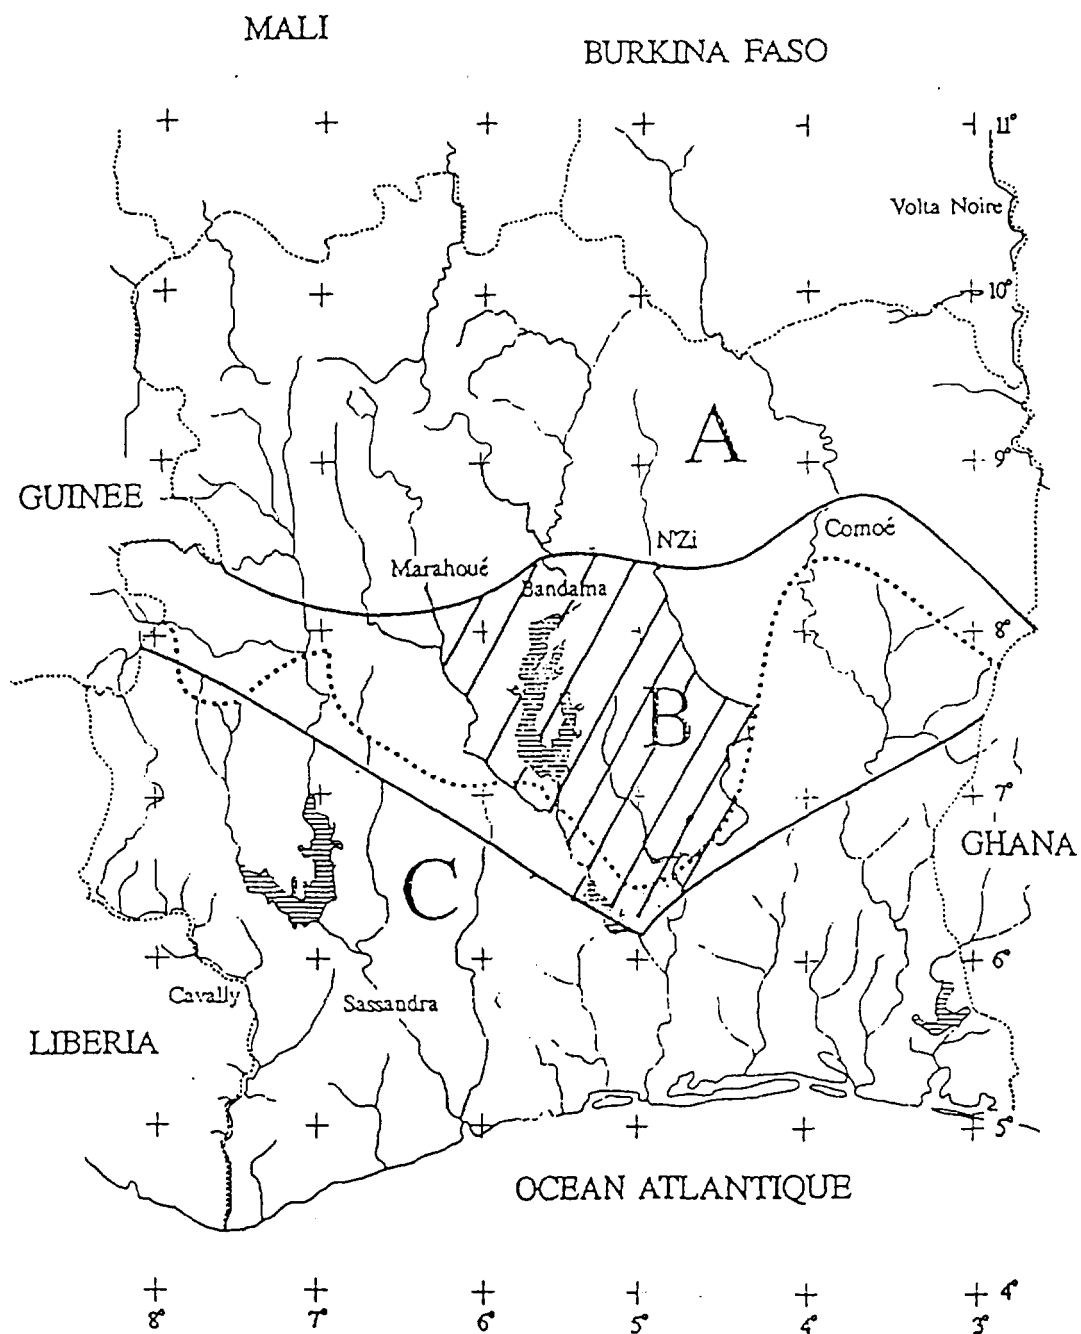 MALI
BURKINA FASO
11°
Volta Noire
10°
A
9°
GUINEE
Comoé
N'Zi
Marahoué
Bandama
8°
B
7°
GHANA
C
6°
Cavally
Sassandra
LIBERIA
5°
OCEAN ATLANTIQUE
4°
8°
7°
6°
5°
4°
3°